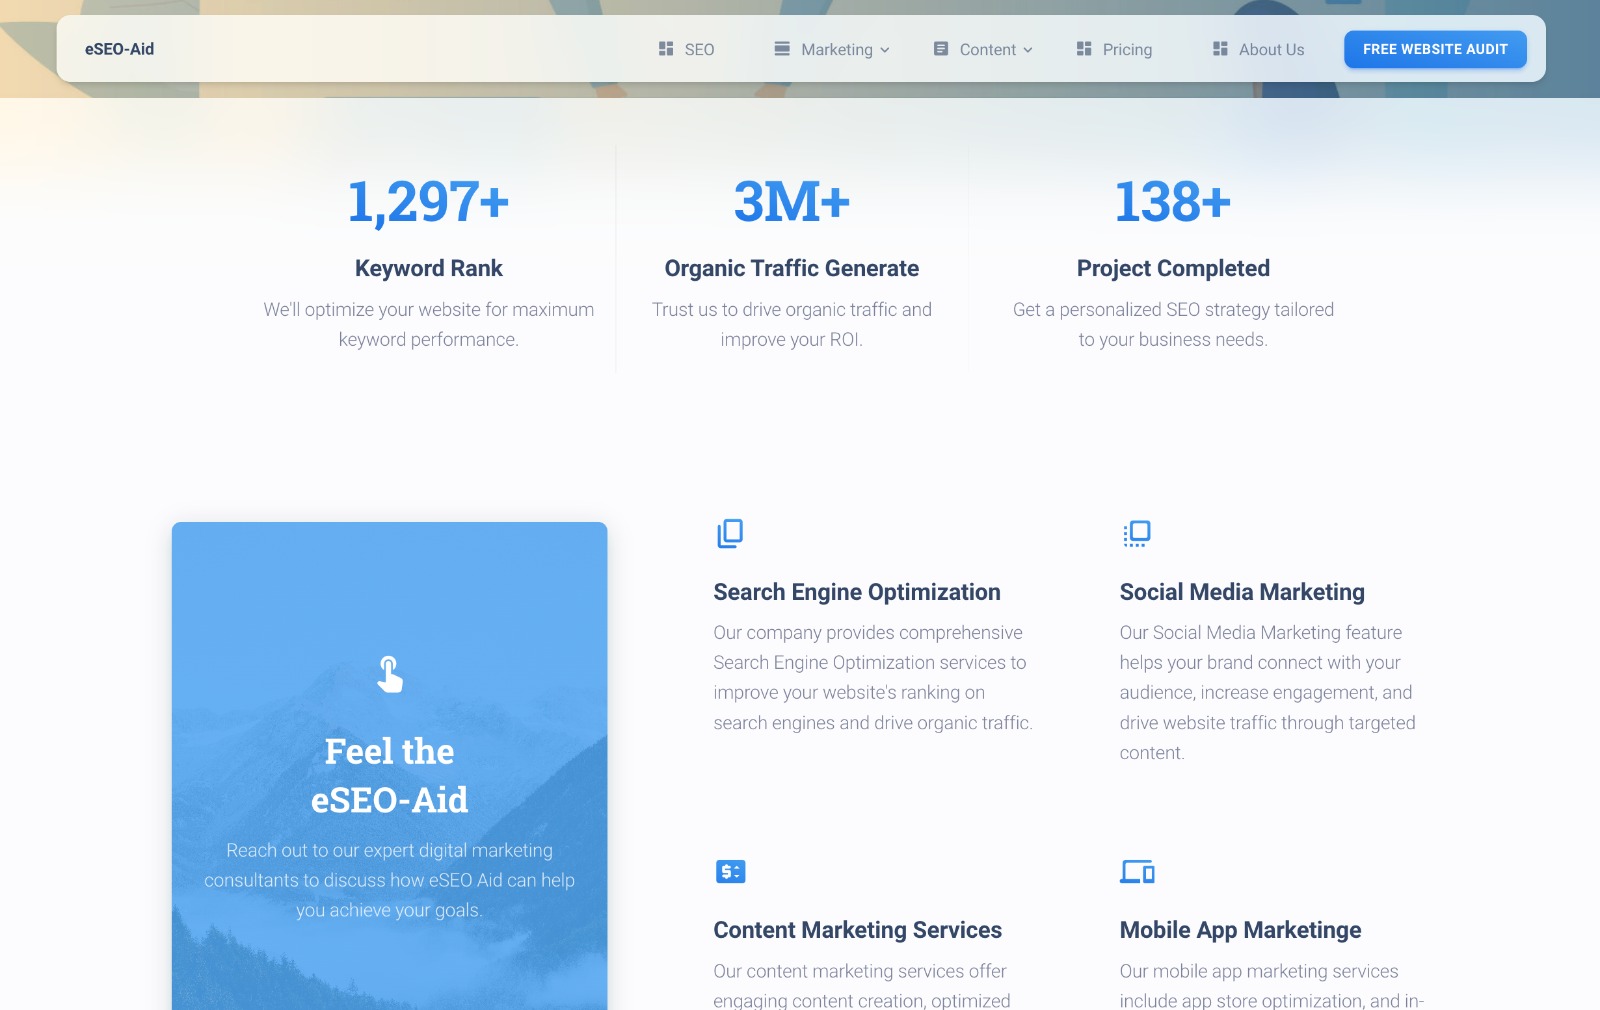 eSEO-Aid
SEO
Marketing
Content
Pricing
About Us
FREE WEBSITE AUDIT
1,297+
Keyword Rank
We'll optimize your website for maximum
keyword performance.
3M+
Organic Traffic Generate
Trust us to drive organic traffic and
improve your ROI.
138+
Project Completed
Get a personalized SEO strategy tailored
to your business needs.
Feel the
eSEO-Aid
Reach out to our expert digital marketing
consultants to discuss how eSEO Aid can help
you achieve your goals.
Search Engine Optimization
Our company provides comprehensive
Search Engine Optimization services to
improve your website's ranking on
search engines and drive organic traffic.
Social Media Marketing
Our Social Media Marketing feature
helps your brand connect with your
audience, increase engagement, and
drive website traffic through targeted
content.
Content Marketing Services
Our content marketing services offer
engaging content creation, optimized
Mobile App Marketinge
Our mobile app marketing services
include app store optimization, and in-